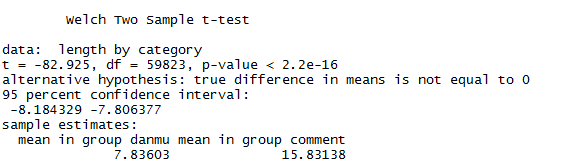 Welch Two Sample t-test
data:  length by category
t = -82.925, df = 59823, p-value < 2.2e-16
alternative hypothesis: true difference in means is not equal to 0
95 percent confidence interval:
-8.184329 -7.806377
sample estimates:
mean in group danmu mean in group comment
7.83603 15.83138